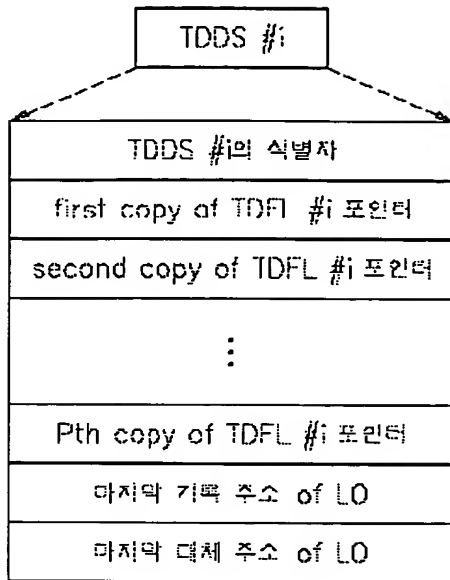 TDDS #i
TDDS #i의 식별자
first copy of TDFL #i 포인터
second copy of TDFL #i 포인터
⋮
Pth copy of TDFL #i 포인터
마지막 기록 주소 of L0
마지막 대체 주소 of L0